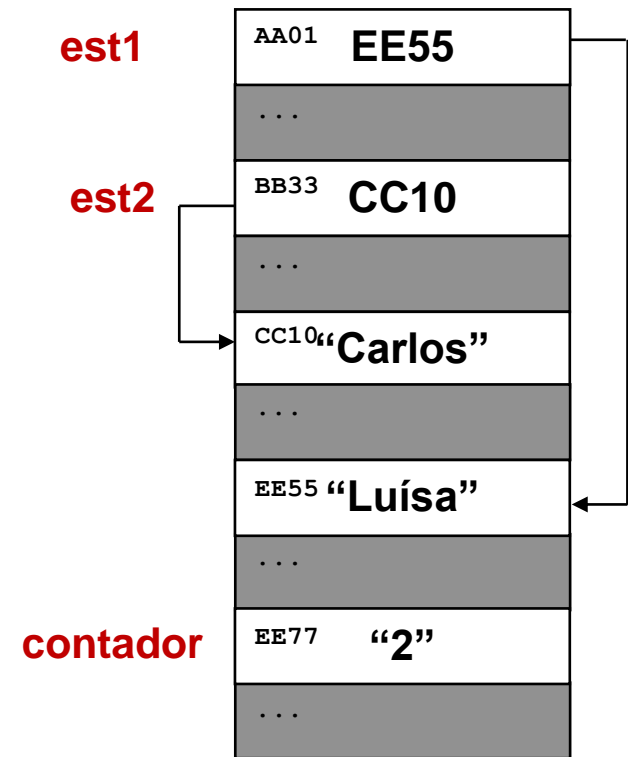 est1 AA01 EE55
...
est2 BB33 CC10
...
CC10 “Carlos”
...
EE55 “Luísa”
...
contador EE77 “2”
...